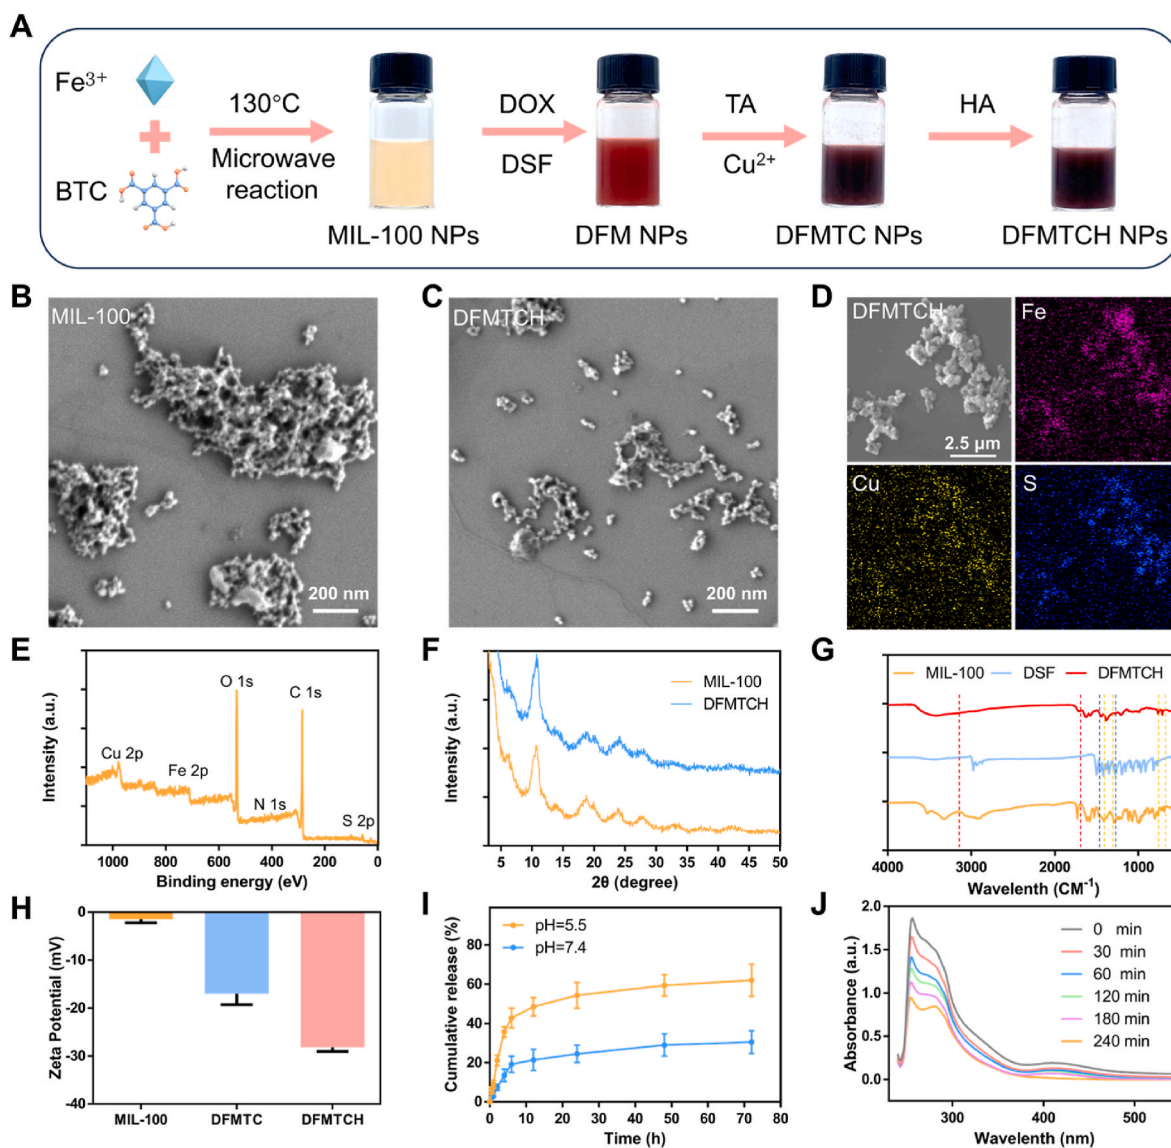 A
Fe³⁺
BTC
130°C
Microwave
reaction
MIL-100 NPs
DOX
DSF
DFM NPs
TA
Cu²⁺
DFMTC NPs
HA
DFMTCH NPs
B
MIL-100
200 nm
C
DFMTCH
200 nm
D
DFMTCH
2.5 μm
Fe
Cu
S
E
Intensity (a.u.)
Cu 2p
Fe 2p
O 1s
N 1s
C 1s
S 2p
1000 800 600 400 200 0
Binding energy (eV)
F
Intensity (a.u.)
MIL-100
DFMTCH
5 10 15 20 25 30 35 40 45 50
2θ (degree)
G
MIL-100 DSF DFMTCH
4000 3000 2000 1000
Wavelenth (CM⁻¹)
H
Zeta Potential (mV)
0
-10
-20
-30
-40
MIL-100 DFMTC DFMTCH
I
Cumulative release (%)
80
60
40
20
0
pH=5.5
pH=7.4
0 10 20 30 40 50 60 70 80
Time (h)
J
Absorbance (a.u.)
2.0
1.5
1.0
0.5
0.0
0 min
30 min
60 min
120 min
180 min
240 min
300 400 500
Wavelenth (nm)